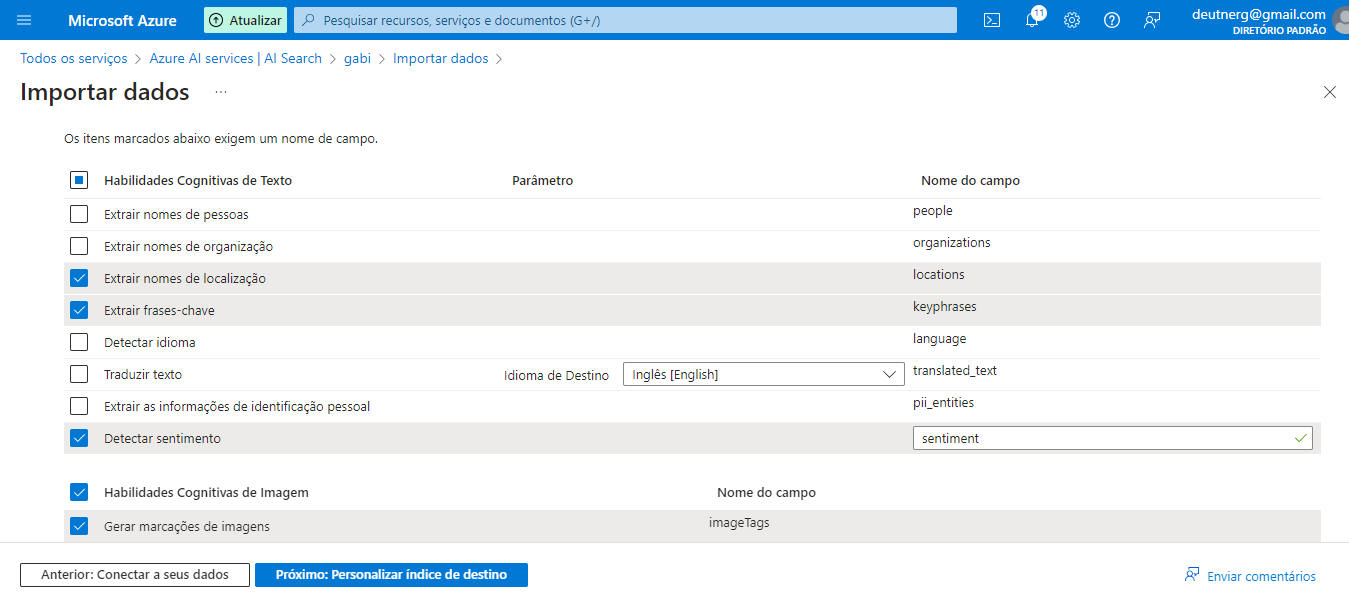 Microsoft Azure
Atualizar
Pesquisar recursos, serviços e documentos (G+/)
11
deutnerg@gmail.com
DIRETÓRIO PADRÃO
Todos os serviços > Azure AI services | AI Search > gabi > Importar dados >
Importar dados ...
Os itens marcados abaixo exigem um nome de campo.
Habilidades Cognitivas de Texto Parâmetro Nome do campo
Extrair nomes de pessoas people
Extrair nomes de organização organizations
Extrair nomes de localização locations
Extrair frases-chave keyphrases
Detectar idioma language
Traduzir texto Idioma de Destino Inglês [English] translated_text
Extrair as informações de identificação pessoal pii_entities
Detectar sentimento sentiment
Habilidades Cognitivas de Imagem Nome do campo
Gerar marcações de imagens imageTags
Anterior: Conectar a seus dados Próximo: Personalizar índice de destino Enviar comentários